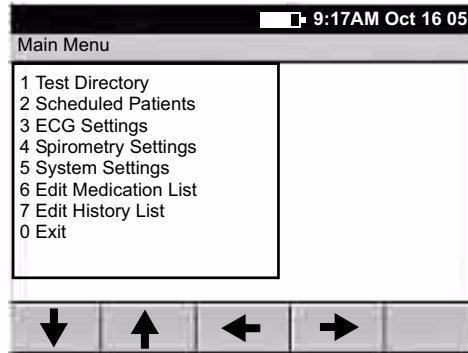 9:17AM Oct 16 05
Main Menu
1 Test Directory
2 Scheduled Patients
3 ECG Settings
4 Spirometry Settings
5 System Settings
6 Edit Medication List
7 Edit History List
0 Exit